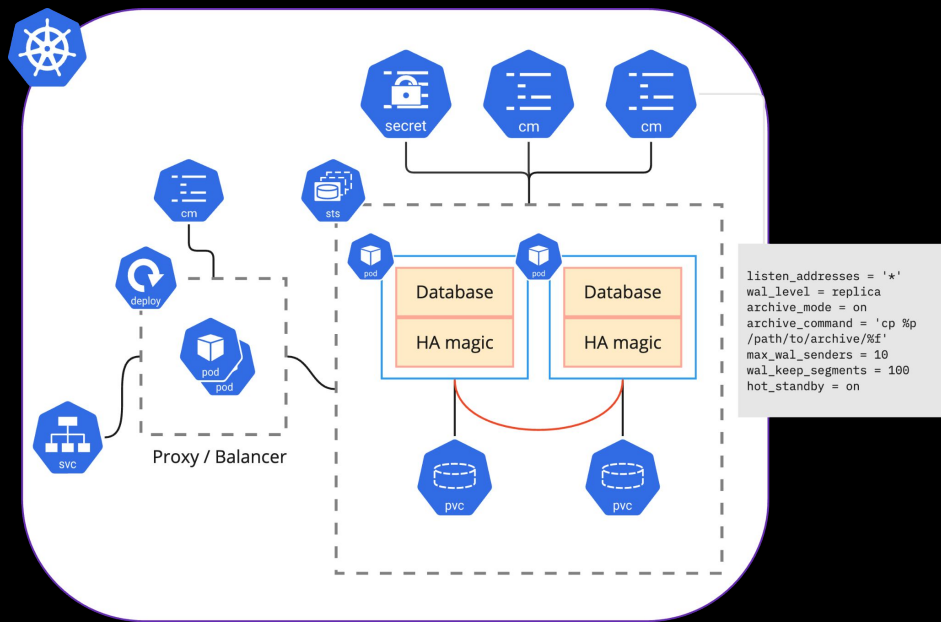 secret
cm
cm
cm
sts
deploy
pod
pod
Database
HA magic
Database
HA magic
pod
pod
svc
Proxy / Balancer
pvc
pvc
listen_addresses = '*'
wal_level = replica
archive_mode = on
archive_command = 'cp %p
/path/to/archive/%f'
max_wal_senders = 10
wal_keep_segments = 100
hot_standby = on